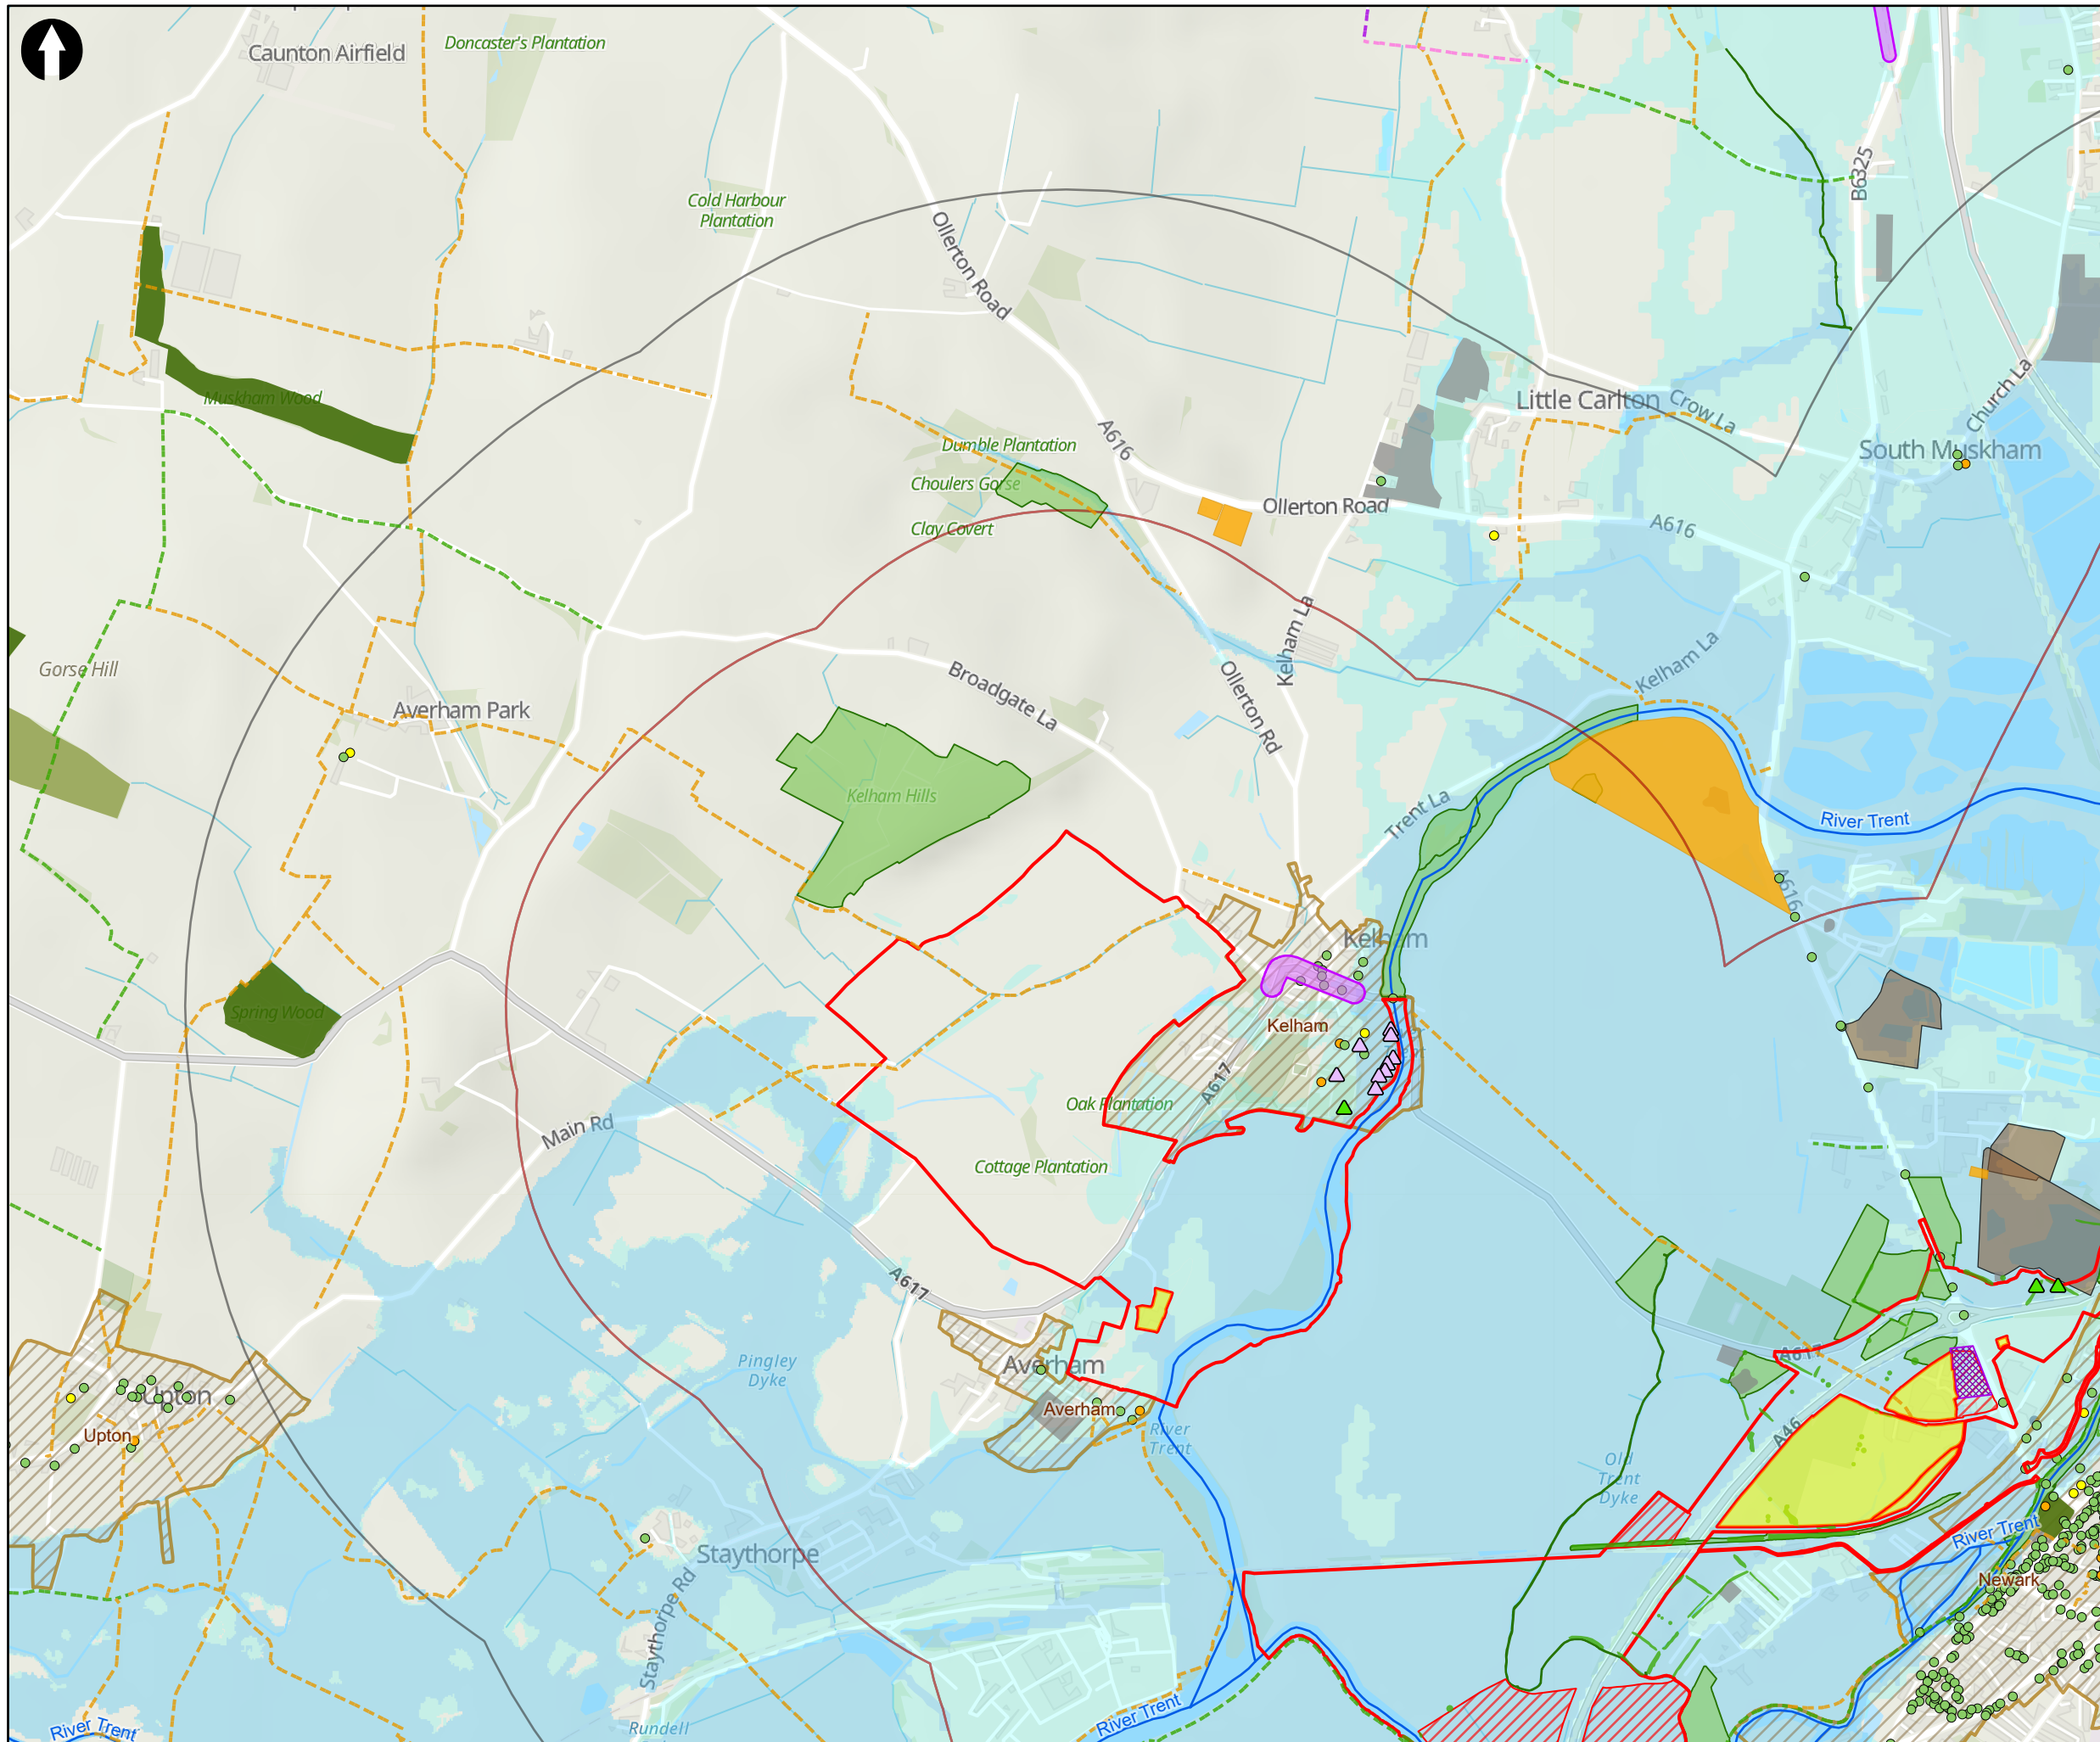 Caunton Airfield
Doncaster's Plantation
Cold Harbour
Plantation
Ollerton Road
B6325
Muskham Wood
A616
Little Carlton
Crow La
Church La
South Muskham
Dumble Plantation
Choulers Gorse
Clay Covert
Ollerton Road
A616
Gorse Hill
Kelham La
Kelham La
Averham Park
Broadgate La
Ollerton Rd
Kelham Hills
Trent La
River Trent
A616
Kelham
Spring Wood
Kelham
A617
Oak Plantation
Main Rd
Cottage Plantation
A617
Averham
Pingley
Dyke
A617
Upton
Upton
Averham
River
Trent
A46
Old
Trent
Dyke
River Trent
Staythorpe
Newark
Staythorpe Rd
River Trent
River Trent
Rundell